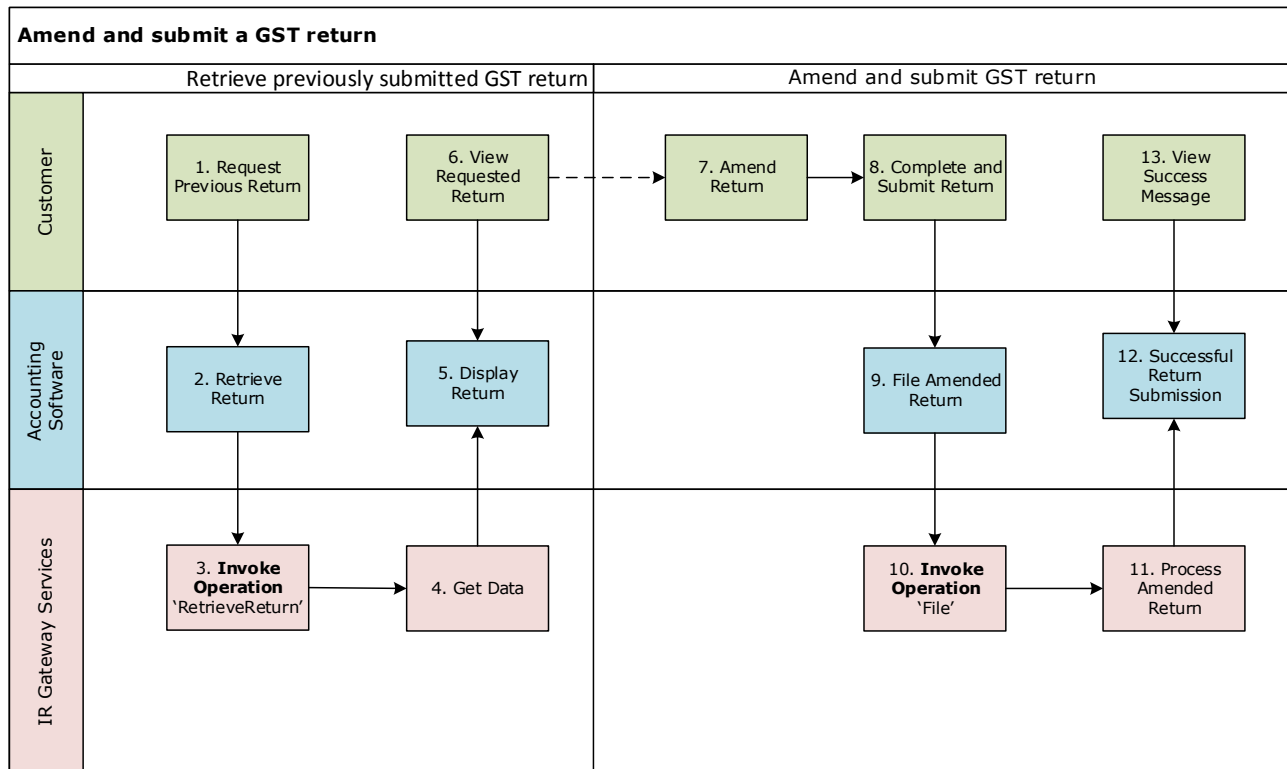 Amend and submit a GST return
Retrieve previously submitted GST return
Amend and submit GST return
Customer
1. Request
Previous Return
6. View
Requested
Return
7. Amend
Return
8. Complete and
Submit Return
13. View
Success
Message
Accounting
Software
2. Retrieve
Return
5. Display
Return
9. File Amended
Return
12. Successful
Return
Submission
IR Gateway Services
3. Invoke
Operation
‘RetrieveReturn’
4. Get Data
10. Invoke
Operation
‘File’
11. Process
Amended
Return